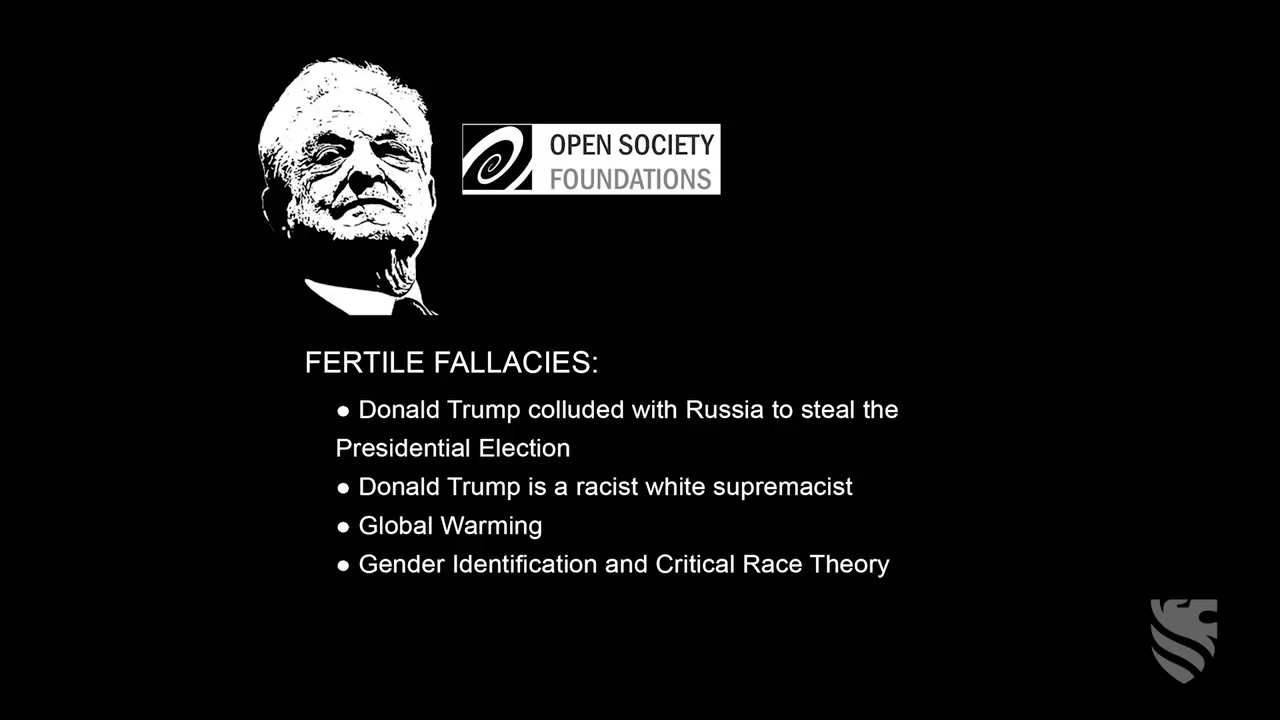 OPEN SOCIETY
FOUNDATIONS
FERTILE FALLACIES:
● Donald Trump colluded with Russia to steal the
Presidential Election
● Donald Trump is a racist white supremacist
● Global Warming
● Gender Identification and Critical Race Theory